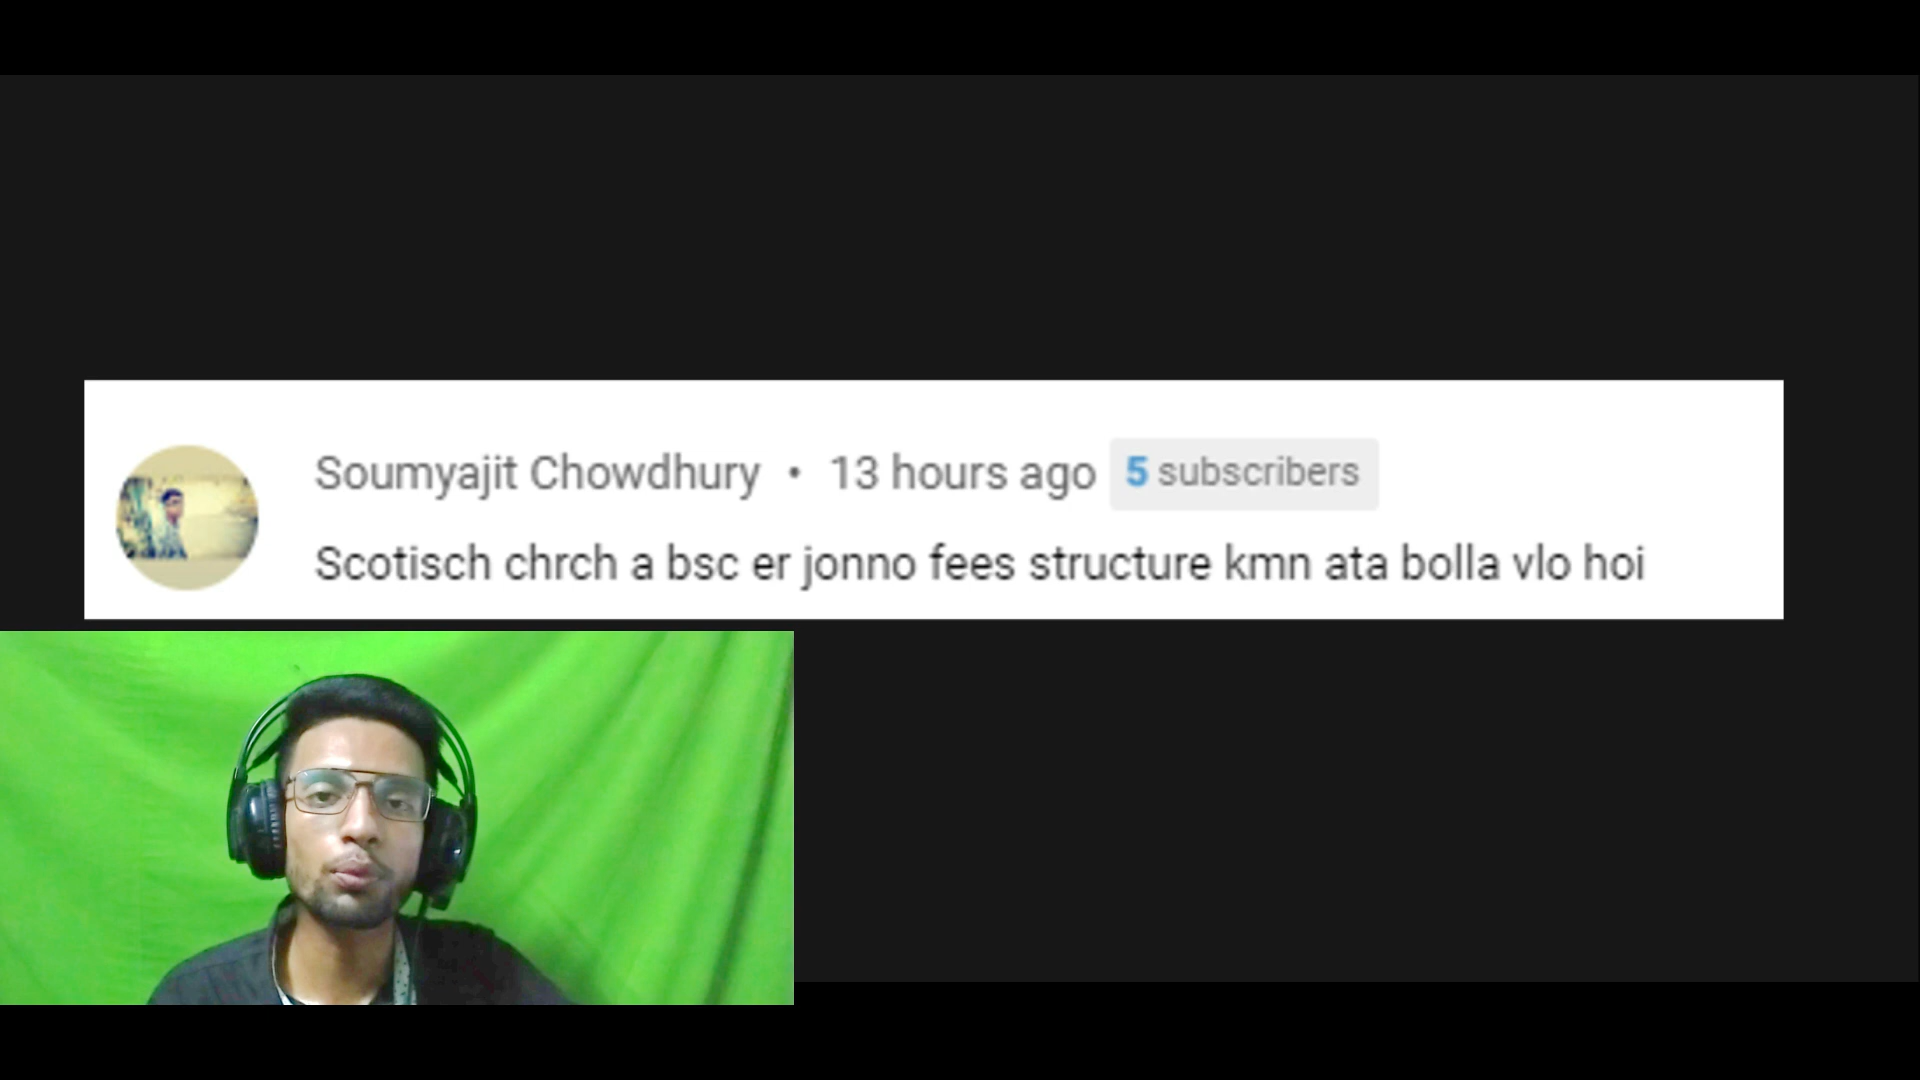 Soumyajit Chowdhury • 13 hours ago 5 subscribers
Scotisch chrch a bsc er jonno fees structure kmn ata bolla vlo hoi